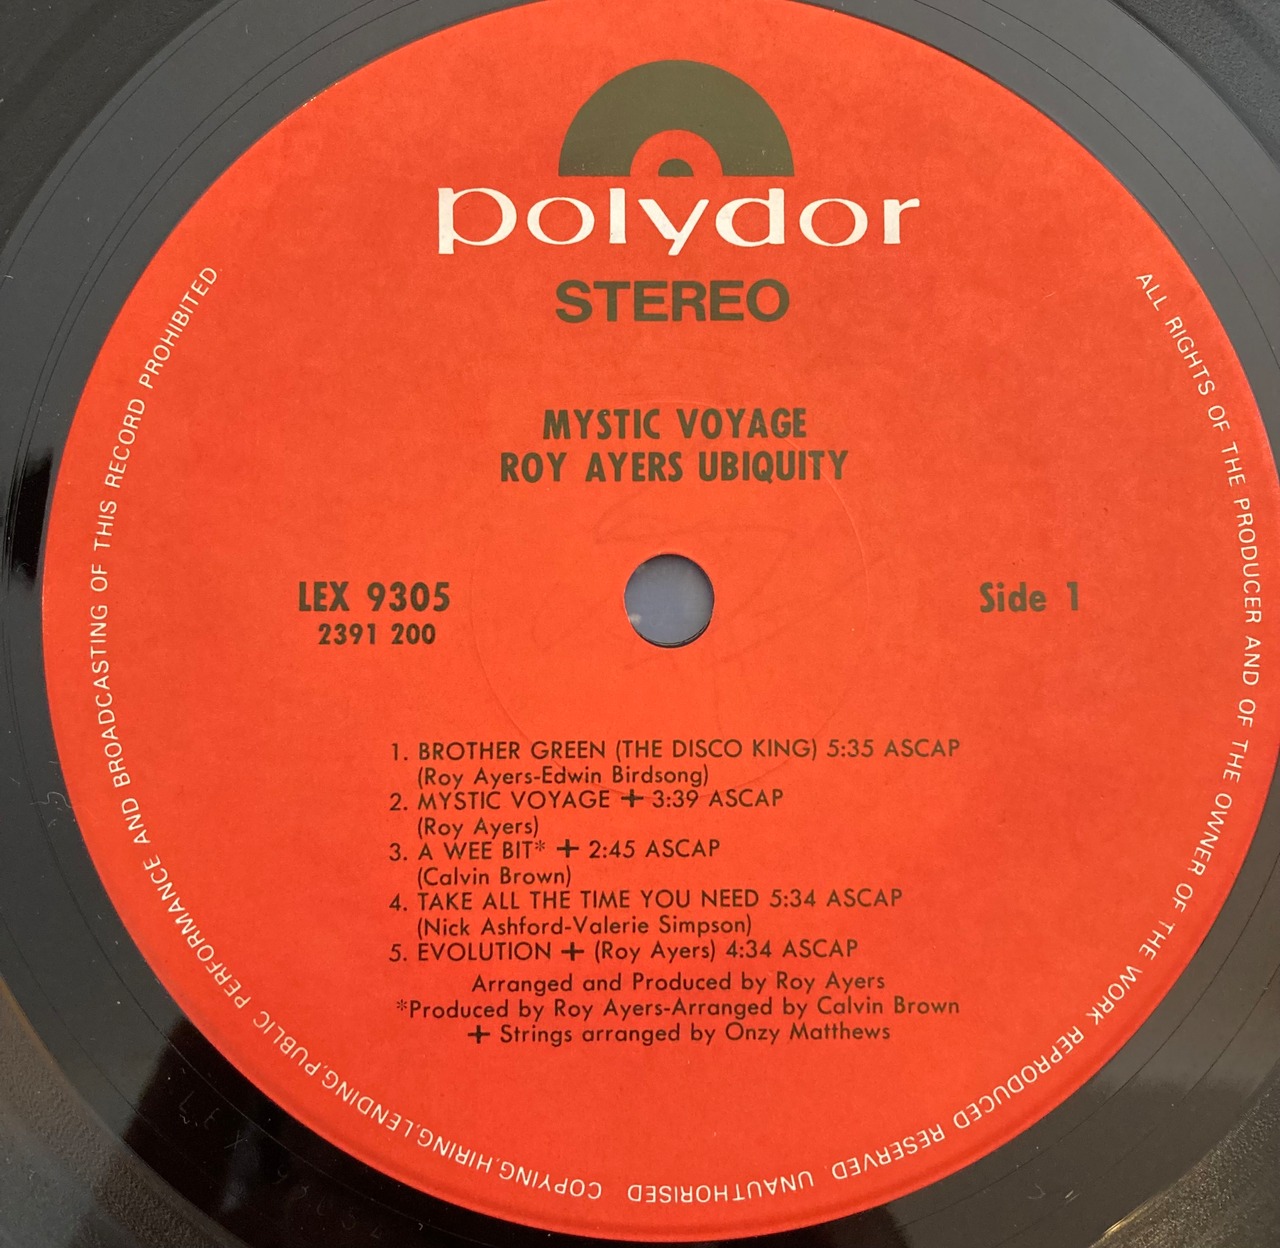 polydor
STEREO
MYSTIC VOYAGE
ROY AYERS UBIQUITY
LEX 9305
2391 200
Side 1
1. BROTHER GREEN (THE DISCO KING) 5:35 ASCAP
(Roy Ayers-Edwin Birdsong)
2. MYSTIC VOYAGE + 3:39 ASCAP
(Roy Ayers)
3. A WEE BIT* + 2:45 ASCAP
(Calvin Brown)
4. TAKE ALL THE TIME YOU NEED 5:34 ASCAP
(Nick Ashford-Valerie Simpson)
5. EVOLUTION + (Roy Ayers) 4:34 ASCAP
Arranged and Produced by Roy Ayers
*Produced by Roy Ayers-Arranged by Calvin Brown
+ Strings arranged by Onzy Matthews
ALL RIGHTS OF THE PRODUCER AND OF THE OWNER OF THE WORK REPRODUCED RESERVED. UNAUTHORISED COPYING,HIRING,LENDING,PUBLIC PERFORMANCE AND BROADCASTING OF THIS RECORD PROHIBITED